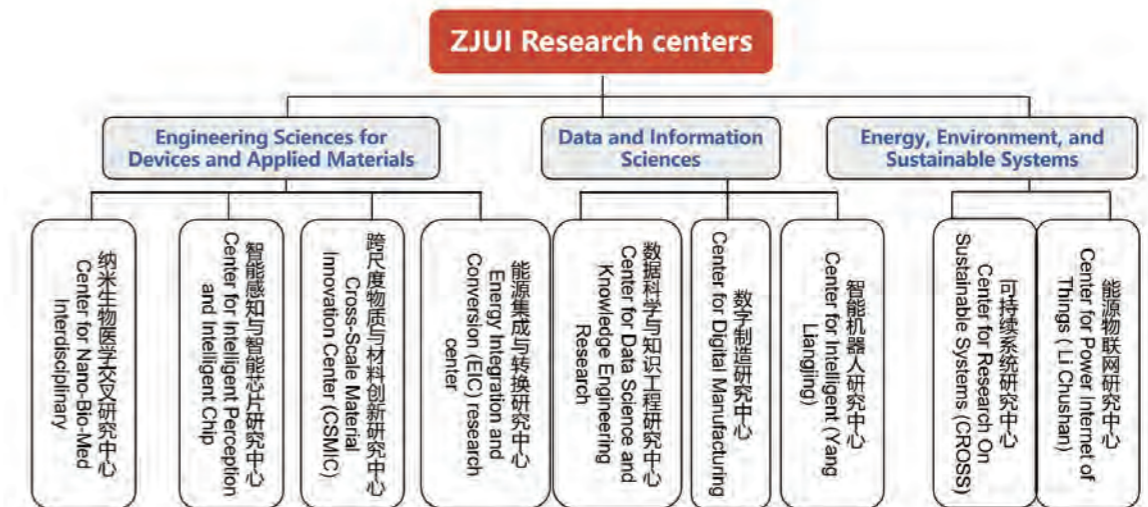 ZJUI Research centers
Engineering Sciences for
Devices and Applied Materials
Data and Information
Sciences
Energy, Environment, and
Sustainable Systems
纳米生物医学交叉研究中心
Center for Nano-Bio-Med
Interdisciplinary
智能感知与智能芯片研究中心
Center for Intelligent Perception
and Intelligent Chip
跨尺度物质与材料创新研究中心
Cross-Scale Material
Innovation Center (CSMIC)
能源集成与转换研究中心
Energy Integration and
Conversion (EIC) research
center
数据科学与知识工程研究中心
Center for Data Science and
Knowledge Engineering
Research
数字制造研究中心
Center for Digital Manufacturing
智能机器人研究中心
Center for Intelligent (Yang
Liangjing)
可持续系统研究中心
Center for Research On
Sustainable Systems (CROSS)
能源物联网研究中心
Center for Power Internet of
Things ( Li Chushan)